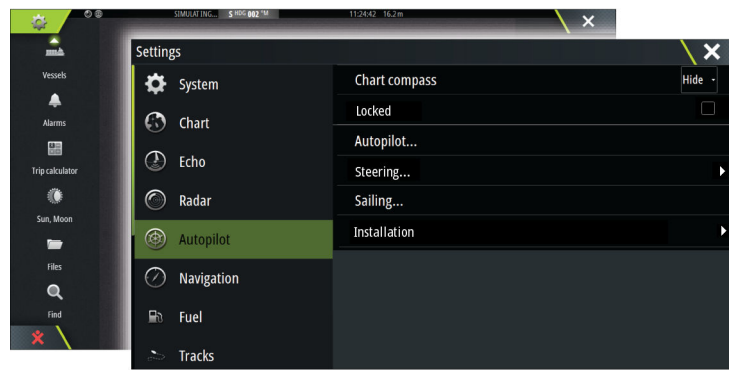 SIMULATING... S HDG 002 °M 11:24:42 16.2 m
Vessels
Alarms
Trip calculator
Sun, Moon
Files
Find
Settings
System
Chart
Echo
Radar
Autopilot
Navigation
Fuel
Tracks
Chart compass Hide
Locked
Autopilot...
Steering...
Sailing...
Installation